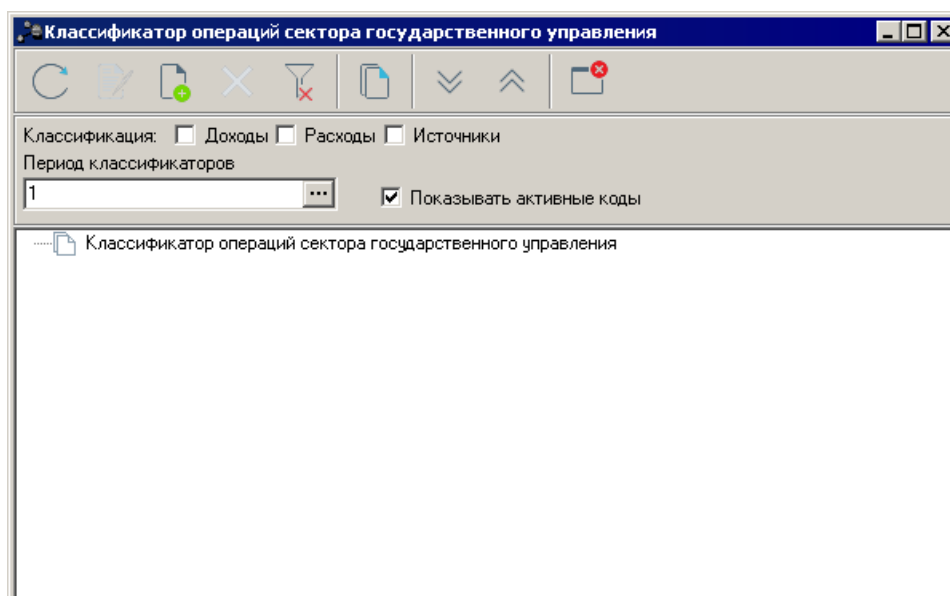 Классификатор операций сектора государственного управления
Классификация: Доходы Расходы Источники
Период классификаторов
1 ... Показывать активные коды
Классификатор операций сектора государственного управления